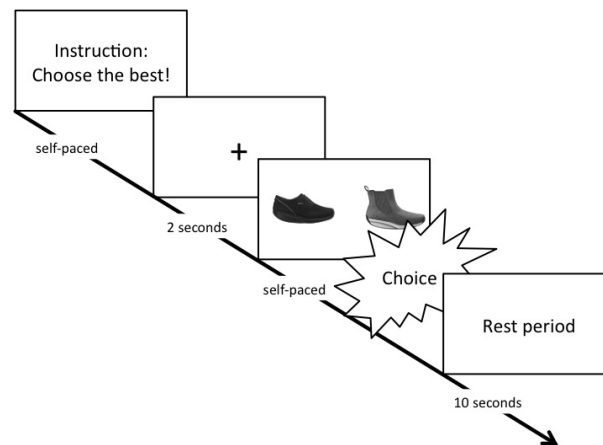 Instruction:
Choose the best!
self-paced
+
2 seconds
self-paced
Choice
Rest period
10 seconds